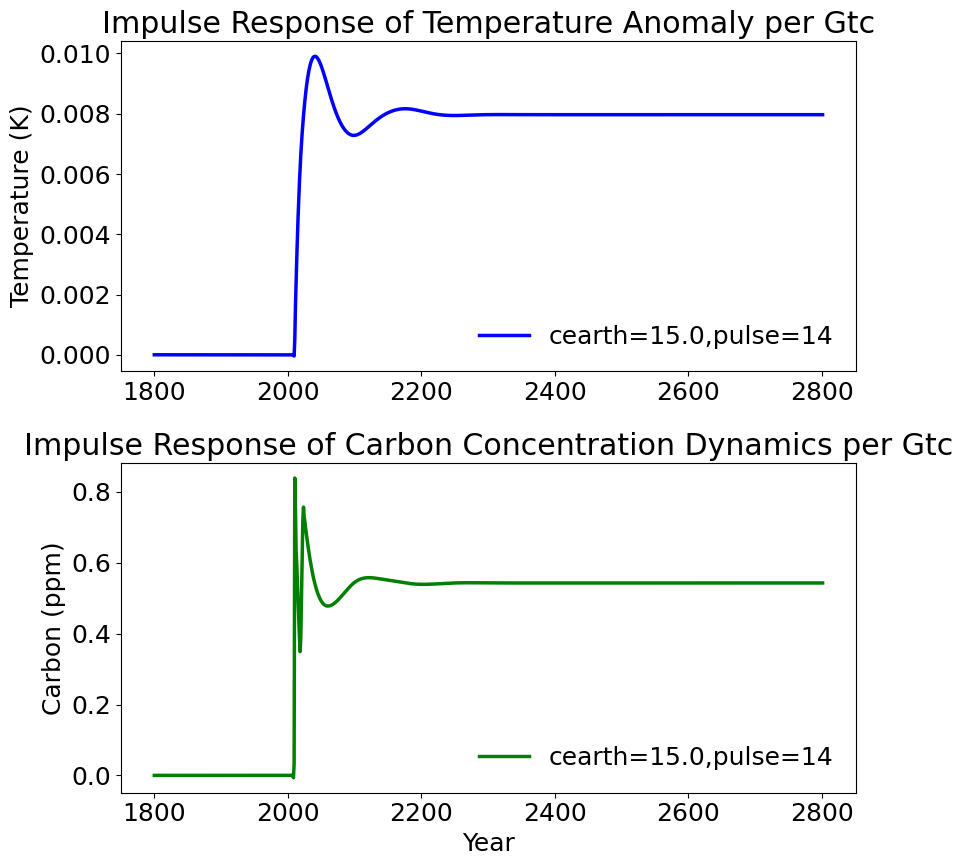 Impulse Response of Temperature Anomaly per Gtc
0.010
0.008
0.006
0.004
0.002
0.000
Temperature (K)
cearth=15.0,pulse=14
1800 2000 2200 2400 2600 2800
Impulse Response of Carbon Concentration Dynamics per Gtc
0.8
0.6
0.4
0.2
0.0
Carbon (ppm)
cearth=15.0,pulse=14
1800 2000 2200 2400 2600 2800
Year